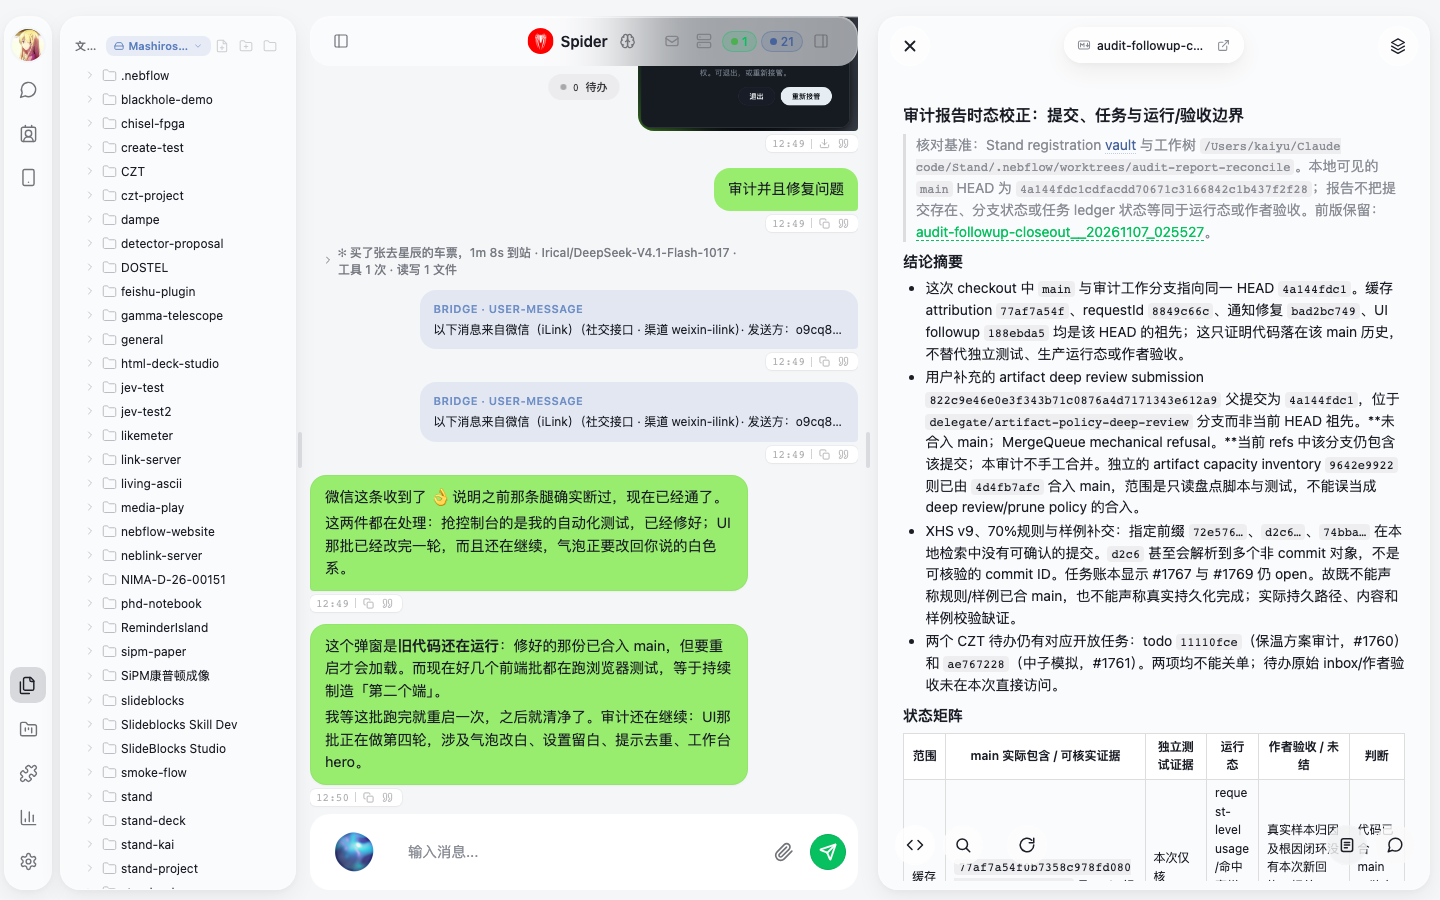 文...
Mashiros...
.nebflow
blackhole-demo
chisel-fpga
create-test
CZT
czt-project
dampe
detector-proposal
DOSTEL
feishu-plugin
gamma-telescope
general
html-deck-studio
jev-test
jev-test2
likemeter
link-server
living-ascii
media-play
nebflow-website
neblink-server
NIMA-D-26-00151
phd-notebook
ReminderIsland
sipm-paper
SiPM康普顿成像
slideblocks
Slideblocks Skill Dev
SlideBlocks Studio
smoke-flow
stand
stand-deck
stand-kai
stand-project
Spider
1
21
0 待办
权。可退出，或重新接管。
退出
重新接管
12:49
审计并且修复问题
12:49
✻ 买了张去星辰的车票，1m 8s 到站 · Irical/DeepSeek-V4.1-Flash-1017 ·
工具 1 次 · 读写 1 文件
BRIDGE · USER-MESSAGE
以下消息来自微信（iLink）（社交接口 · 渠道 weixin-ilink）· 发送方：o9cq8...
12:49
BRIDGE · USER-MESSAGE
以下消息来自微信（iLink）（社交接口 · 渠道 weixin-ilink）· 发送方：o9cq8...
12:49
微信这条收到了 👌 说明之前那条腿确实断过，现在已经通了。
这两件都在处理：抢控制台的是我的自动化测试，已经修好；UI
那批已经改完一轮，而且还在继续，气泡正要改回你说的白色
系。
12:49
这个弹窗是旧代码还在运行：修好的那份已合入 main，但要重
启才会加载。而现在好几个前端批都在跑浏览器测试，等于持续
制造「第二个端」。
我等这批跑完就重启一次，之后就清净了。审计还在继续：UI那
批正在做第四轮，涉及气泡改白、设置留白、提示去重、工作台
hero。
12:50
输入消息...
audit-followup-c...
审计报告时态校正：提交、任务与运行/验收边界
核对基准：Stand registration vault 与工作树 /Users/kaiyu/Claude
code/Stand/.nebflow/worktrees/audit-report-reconcile。本地可见的
main HEAD 为 4a144fdc1cdfacdd70671c3166842c1b437f2f28；报告不把提
交存在、分支状态或任务 ledger 状态等同于运行态或作者验收。前版保留：
audit-followup-closeout__20261107_025527。
结论摘要
这次 checkout 中 main 与审计工作分支指向同一 HEAD 4a144fdc1。缓存
attribution 77af7a54f、requestId 8849c66c、通知修复 bad2bc749、UI
followup 188ebda5 均是该 HEAD 的祖先；这只证明代码落在该 main 历史，
不替代独立测试、生产运行态或作者验收。
用户补充的 artifact deep review submission
822c9e46e0e3f343b71c0876a4d7171343e612a9 父提交为 4a144fdc1，位于
delegate/artifact-policy-deep-review 分支而非当前 HEAD 祖先。**未
合入 main；MergeQueue mechanical refusal。**当前 refs 中该分支仍包含
该提交；本审计不手工合并。独立的 artifact capacity inventory 9642e9922
则已由 4d4fb7afc 合入 main，范围是只读盘点脚本与测试，不能误当成
deep review/prune policy 的合入。
XHS v9、70%规则与样例补交：指定前缀 72e576…、d2c6…、74bba… 在本
地检索中没有可确认的提交。d2c6 甚至会解析到多个非 commit 对象，不是
可核验的 commit ID。任务账本显示 #1767 与 #1769 仍 open。故既不能声
称规则/样例已合 main，也不能声称真实持久化完成；实际持久路径、内容和
样例校验缺证。
两个 CZT 待办仍有对应开放任务：todo 11110fce（保温方案审计，#1760）
和 ae767228（中子模拟，#1761）。两项均不能关单；待办原始 inbox/作者验
收未在本次直接访问。
状态矩阵
范围
main 实际包含 / 可核实证据
独立测
试证据
运行
态
作者验收 / 未
结
判断
缓存
77af7a54f0b7358c978fd080
本次仅
核
reque
st-
level
usage
/命中
真实样本归因
及根因闭环
有本次新回
代码已
合
main